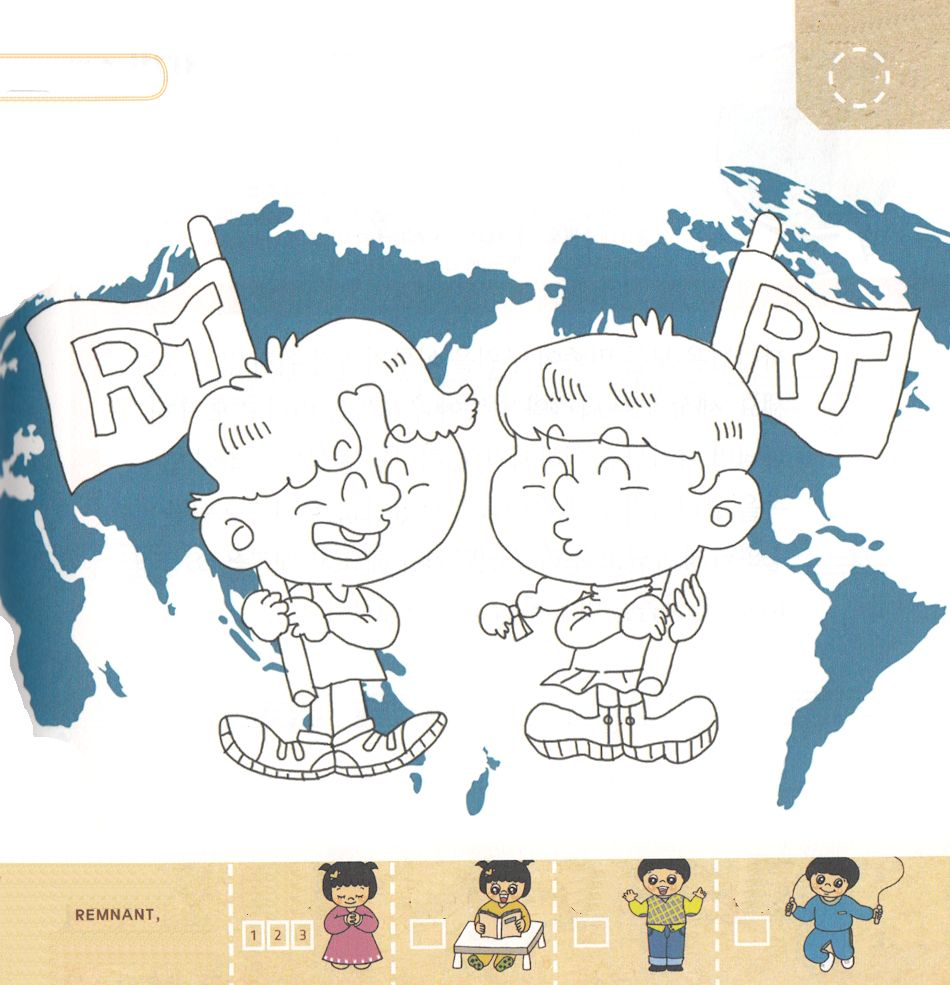 RT
RT
REMNANT,
1 2 3